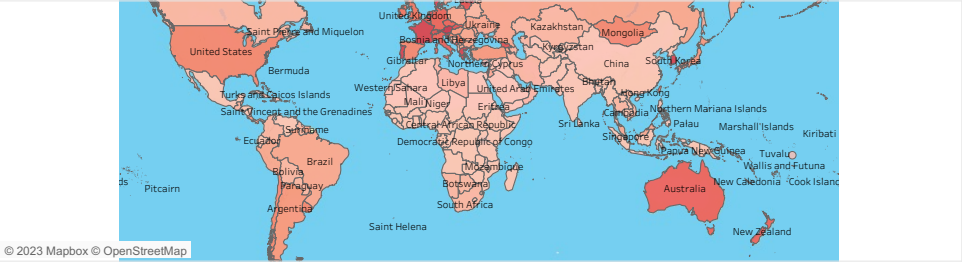 United Kingdom
Ukraine
Kazakhstan
Saint Pierre and Miquelon
Bosnia and Herzegovina
Mongolia
United States
Kyrgyzstan
Gibraltar
Northern Cyprus
China
South Korea
Bermuda
Western Sahara
Libya
United Arab Emirates
Bhutan
Turks and Caicos Islands
Mali
Niger
Eritrea
Hong Kong
Saint Vincent and the Grenadines
Northern Mariana Islands
Cambodia
Suriname
Central African Republic
Sri Lanka
Palau
Marshall Islands
Ecuador
Democratic Republic of Congo
Singapore
Kiribati
Brazil
Papua New Guinea
Tuvalu
Bolivia
Mozambique
Wallis and Futuna
ds
Pitcairn
Paraguay
Botswana
Australia
New Caledonia
Cook Islanc
Argentina
South Africa
Saint Helena
New Zealand
© 2023 Mapbox © OpenStreetMap